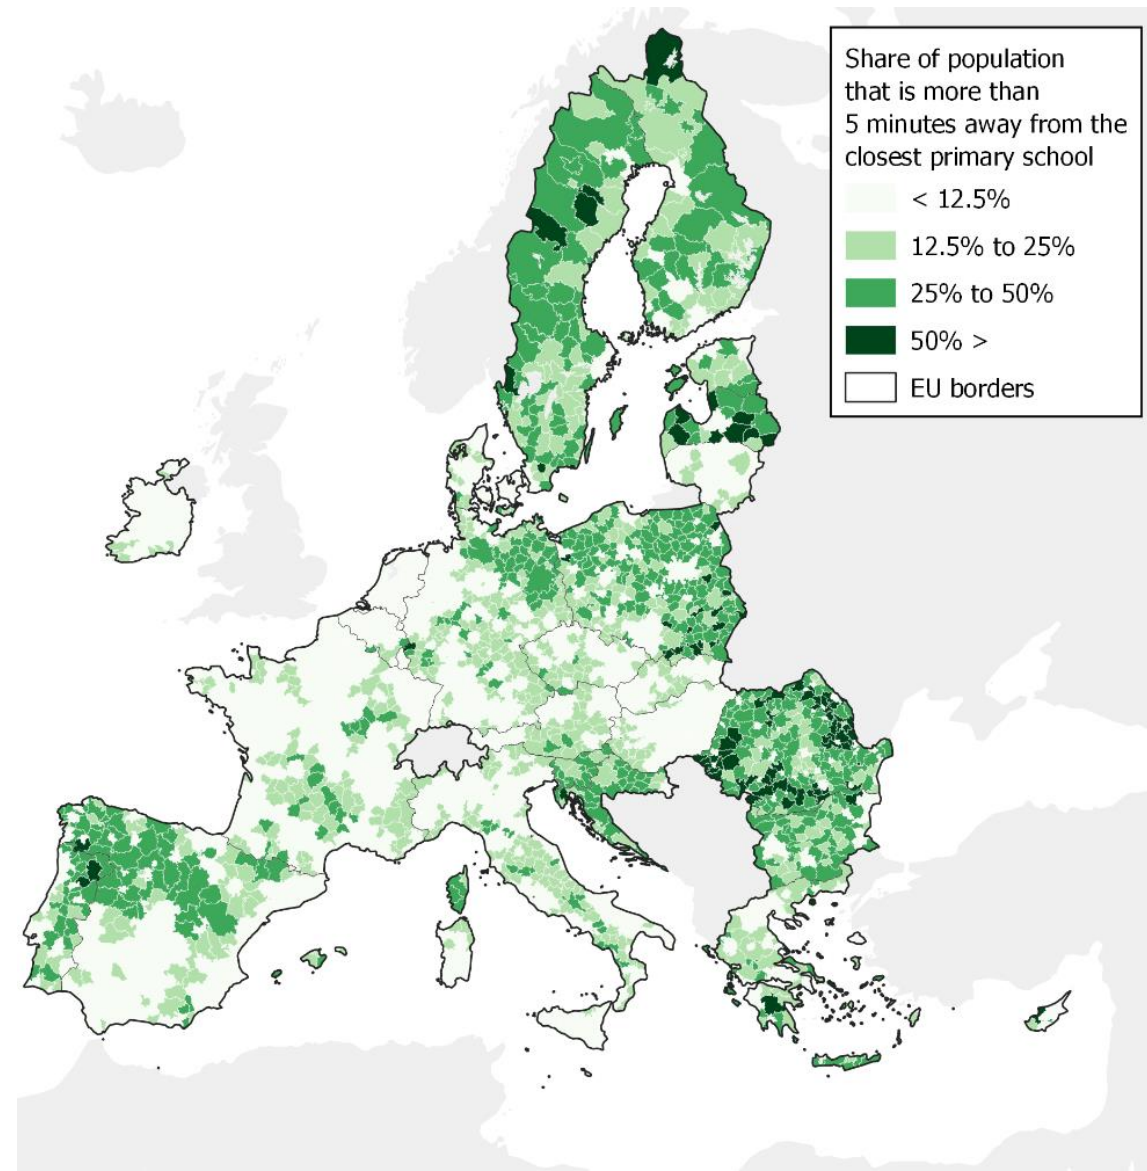 Share of population
that is more than
5 minutes away from the
closest primary school
< 12.5%
12.5% to 25%
25% to 50%
50% >
EU borders